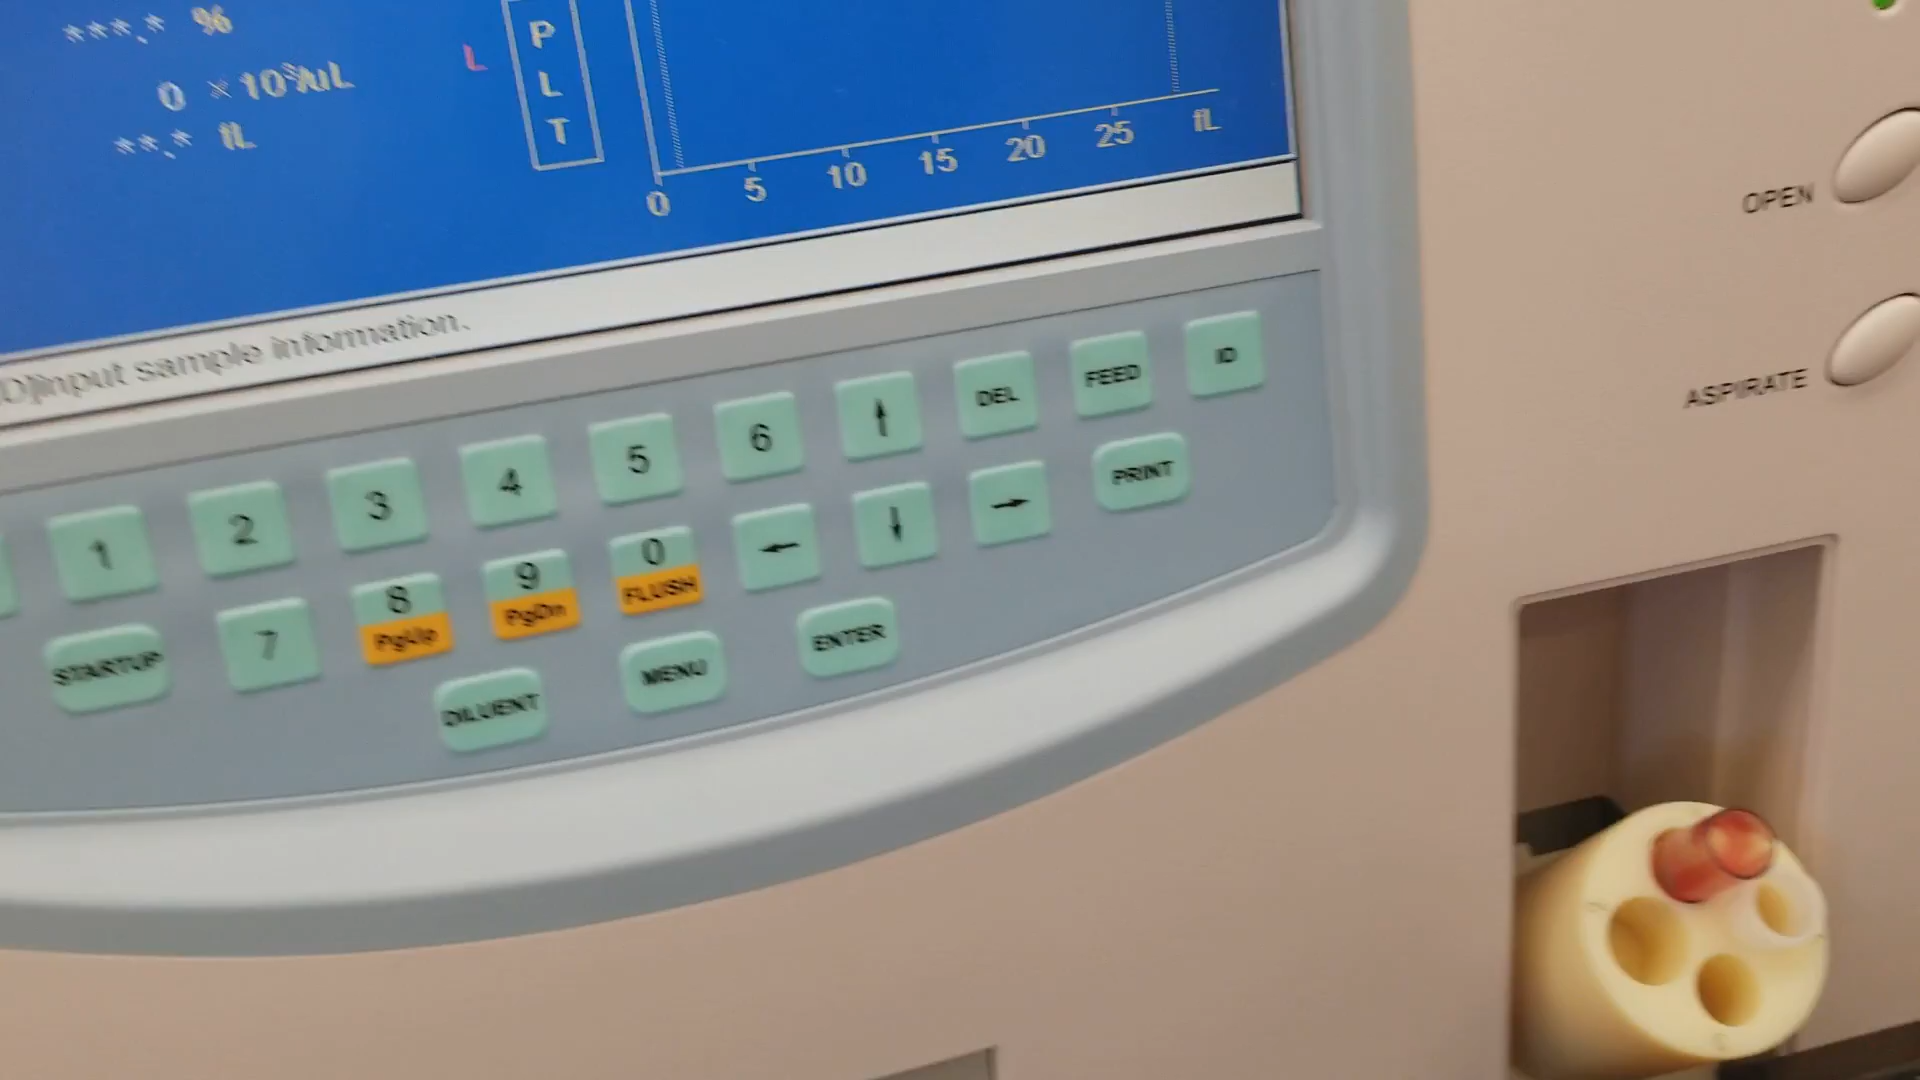 ***.* %
0 × 10³/uL
**.* fL
L
P
L
T
0 5 10 15 20 25 fL
D]Input sample information.
1 2 3 4 5 6 ↑ DEL FEED ID
STARTUP 7 8 9 0 ← ↓ → PRINT
PgUp PgDn FLUSH
DILUENT MENU ENTER
OPEN
ASPIRATE